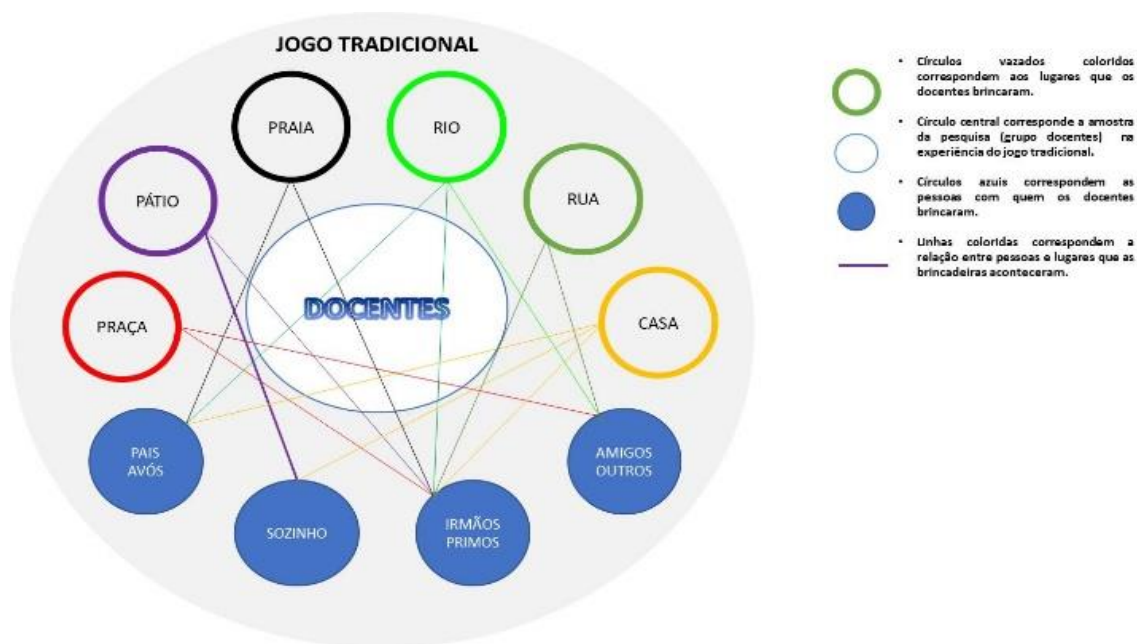 JOGO TRADICIONAL
PRAIA
RIO
PÁTIO
RUA
PRAÇA
DOCENTES
CASA
PAIS
AVÓS
SOZINHO
IRMÃOS
PRIMOS
AMIGOS
OUTROS
• Círculos vazados coloridos
correspondem aos lugares que os
docentes brincaram.
• Círculo central corresponde a amostra
da pesquisa (grupo docentes) na
experiência do jogo tradicional.
• Círculos azuis correspondem as
pessoas com quem os docentes
brincaram.
• Linhas coloridas correspondem a
relação entre pessoas e lugares que as
brincadeiras aconteceram.